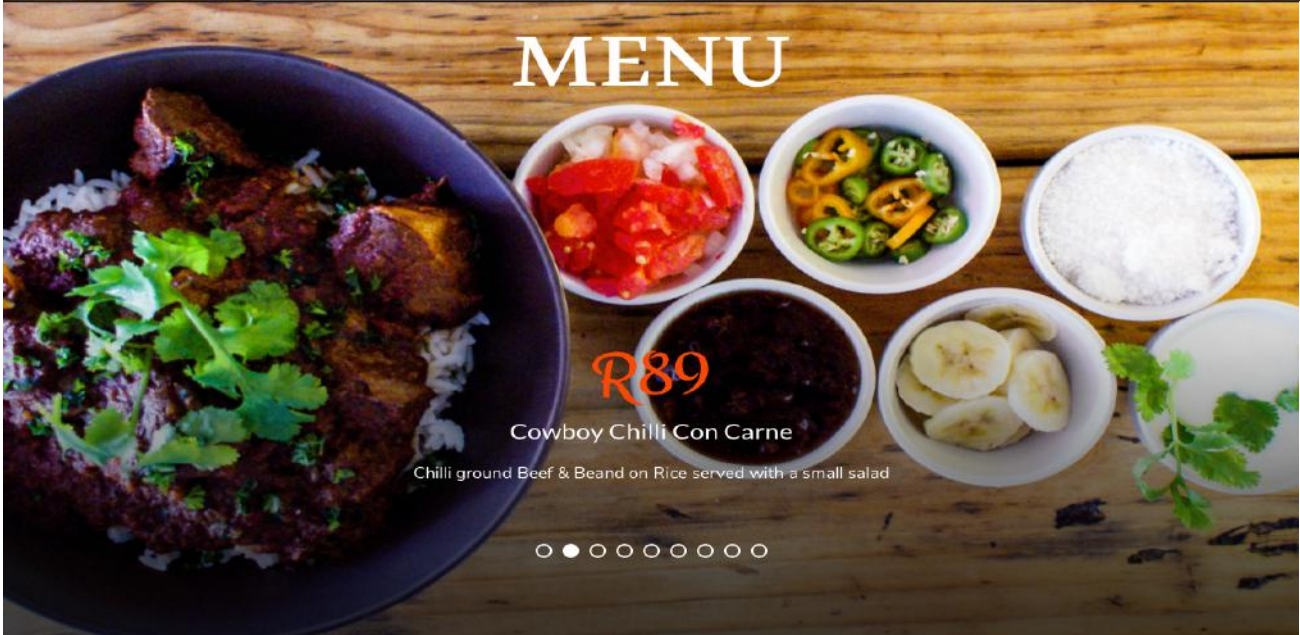 MENU
R89
Cowboy Chilli Con Carne
Chilli ground Beef & Beand on Rice served with a small salad